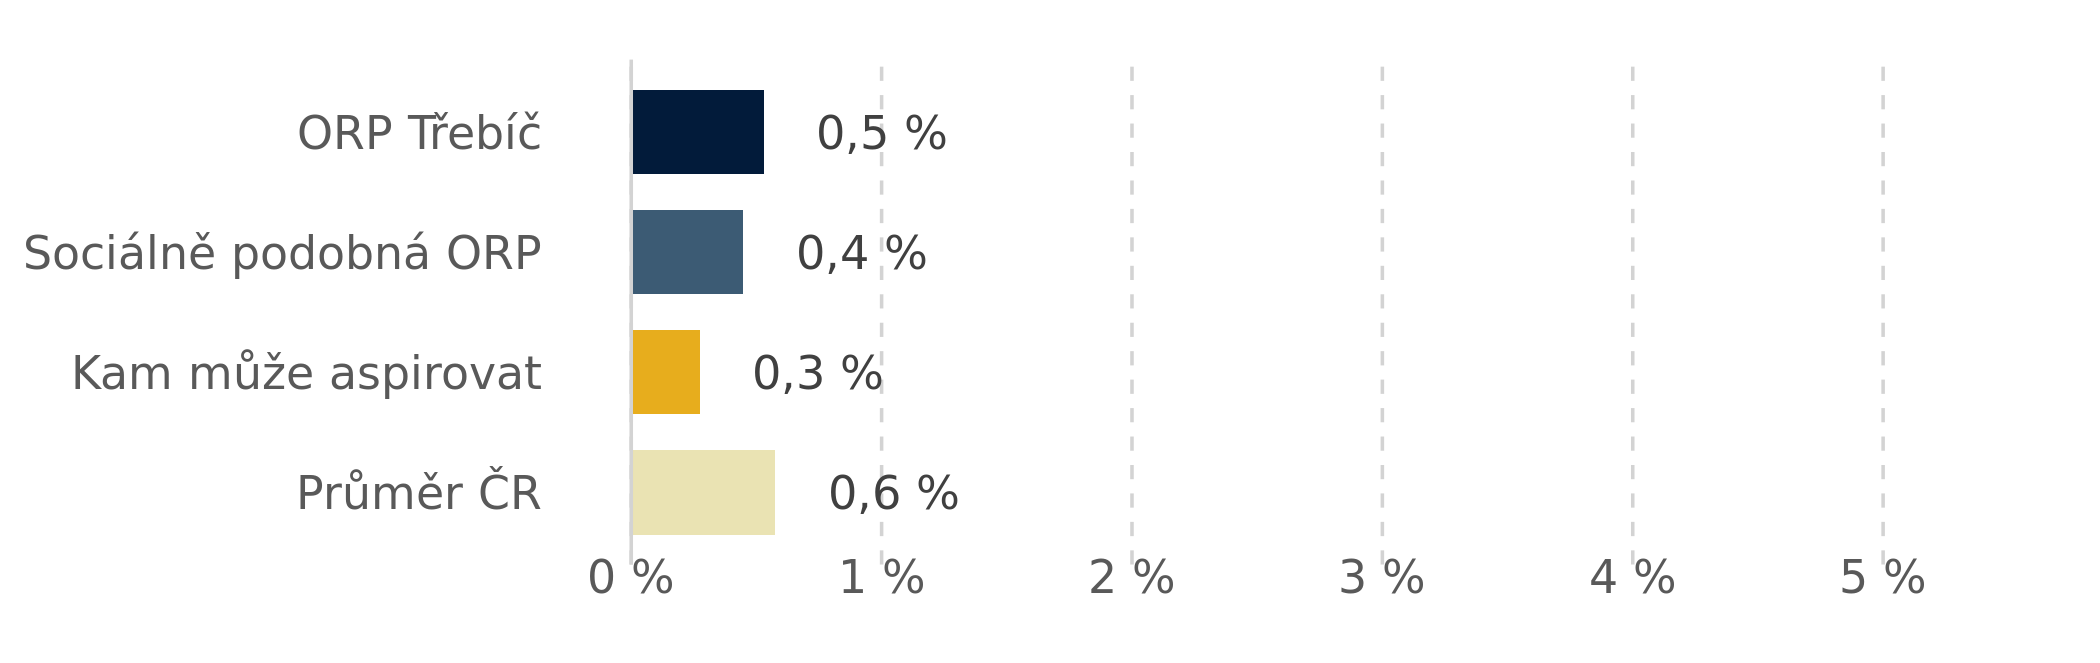 ORP Třebíč 0,5 %
Sociálně podobná ORP 0,4 %
Kam může aspirovat 0,3 %
Průměr ČR 0,6 %
0 % 1 % 2 % 3 % 4 % 5 %